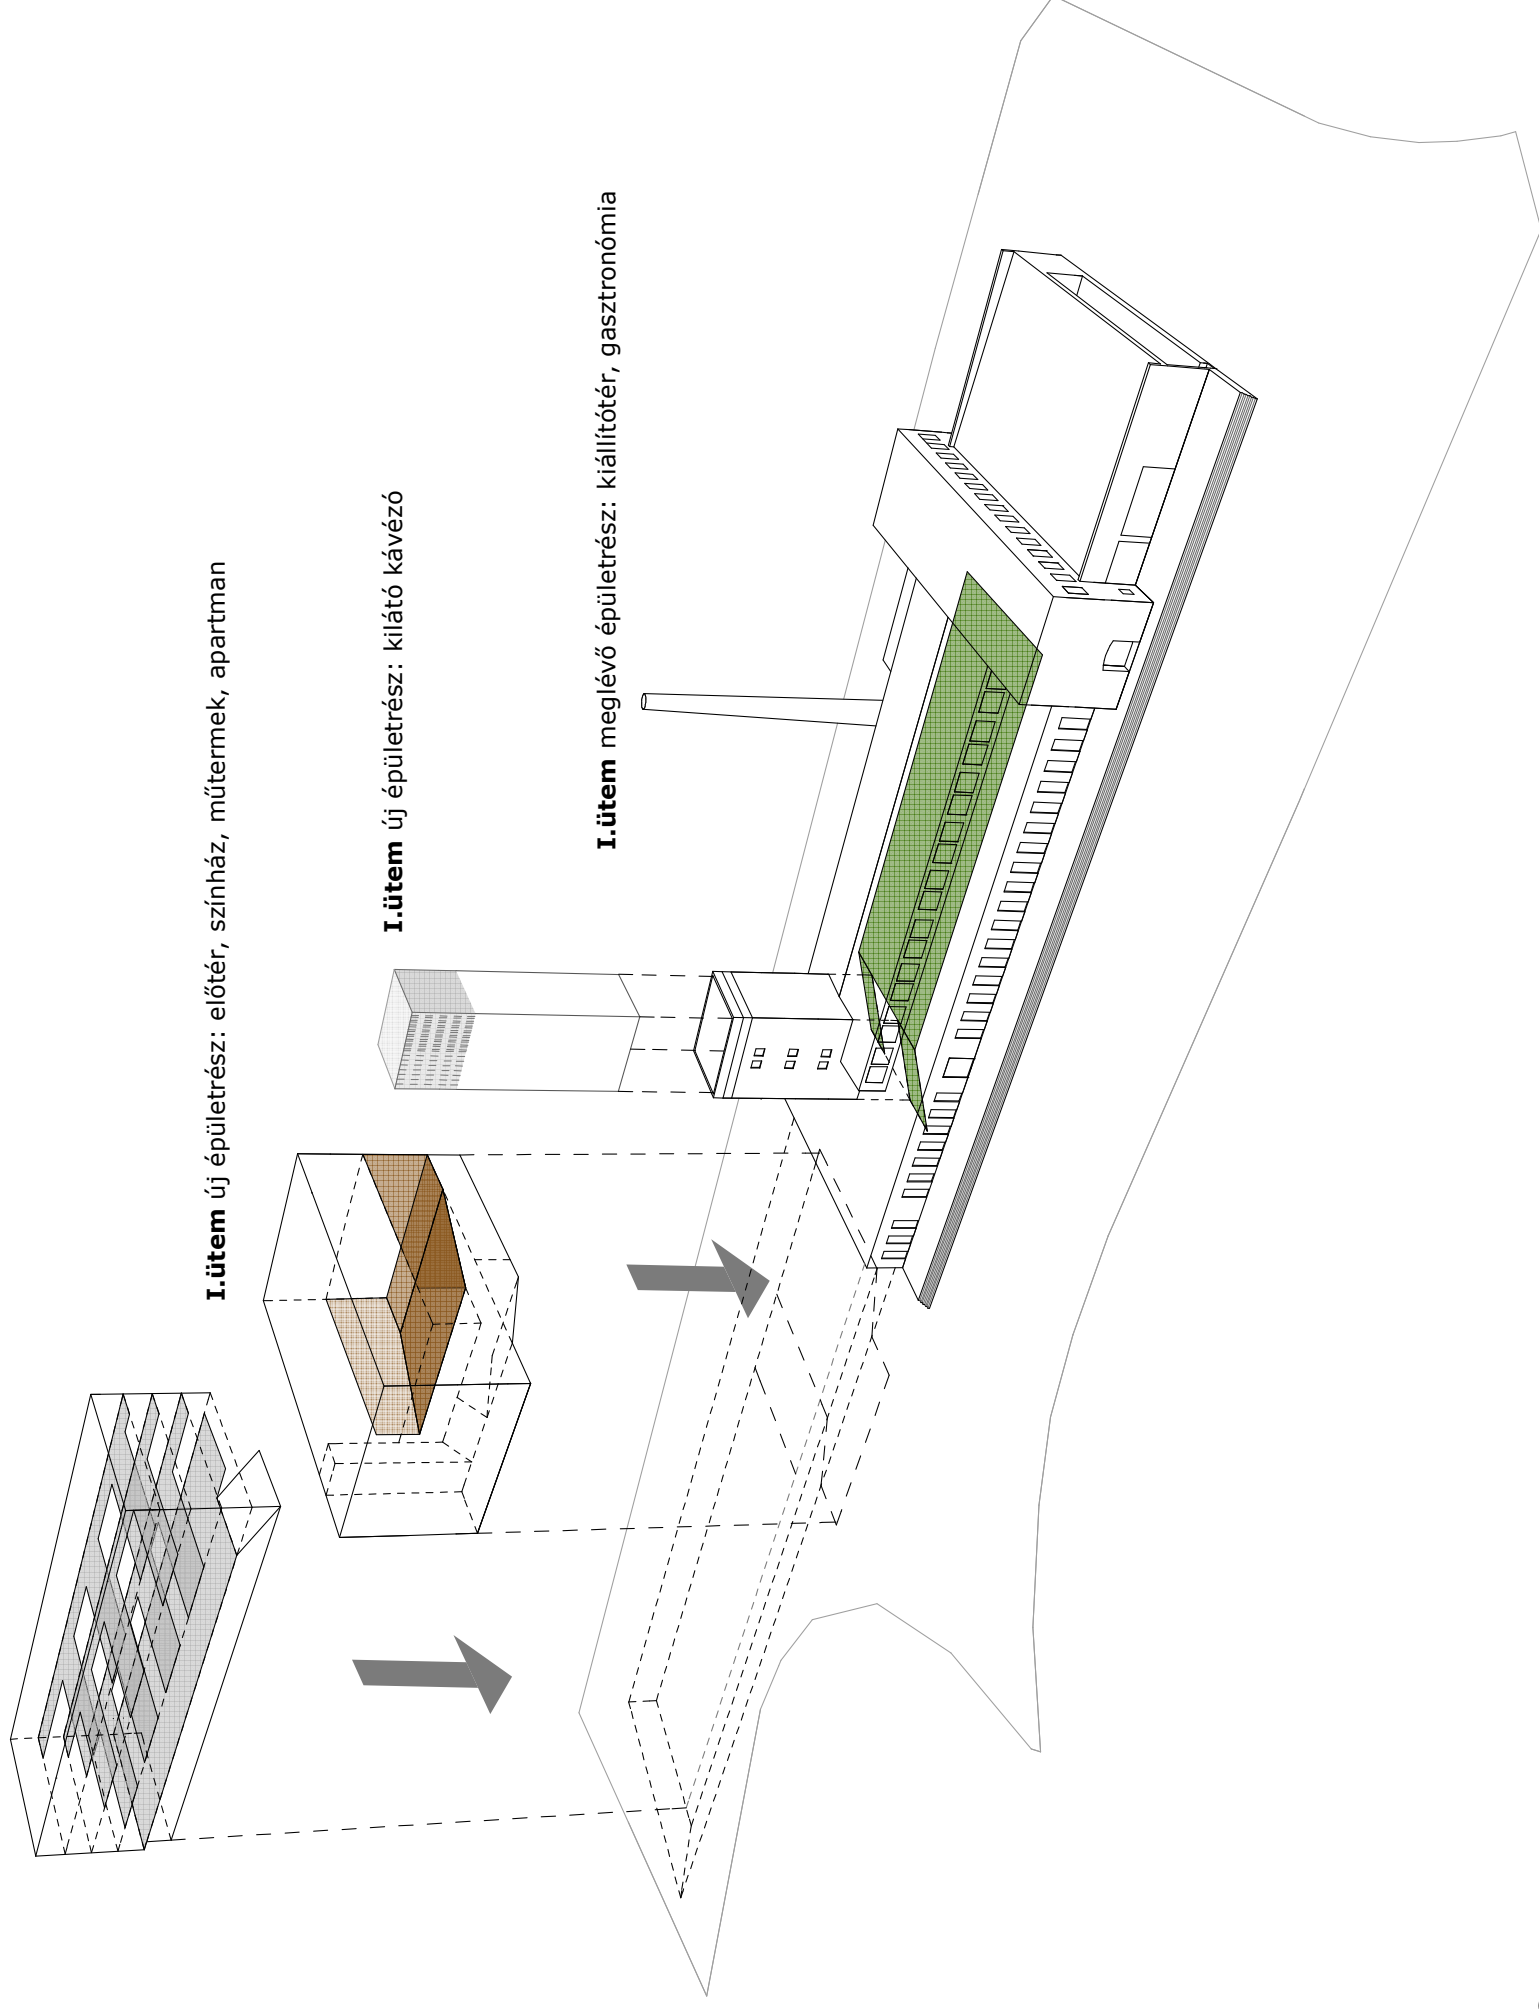 I.ütem új épületrész: előtér, színház, műtermek, apartman
I.ütem új épületrész: kilátó kávézó
I.ütem meglévő épületrész: kiállítótér, gasztronómia